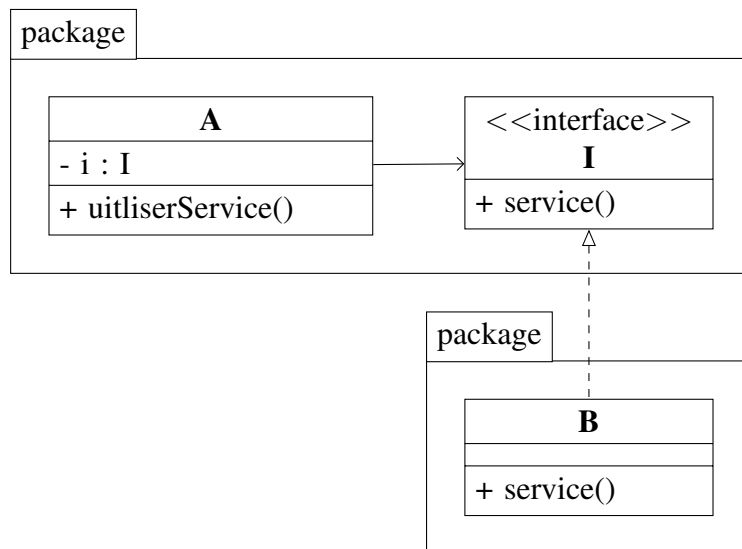 package
A
- i : I
+ uitliserService()
<<interface>>
I
+ service()
package
B
+ service()